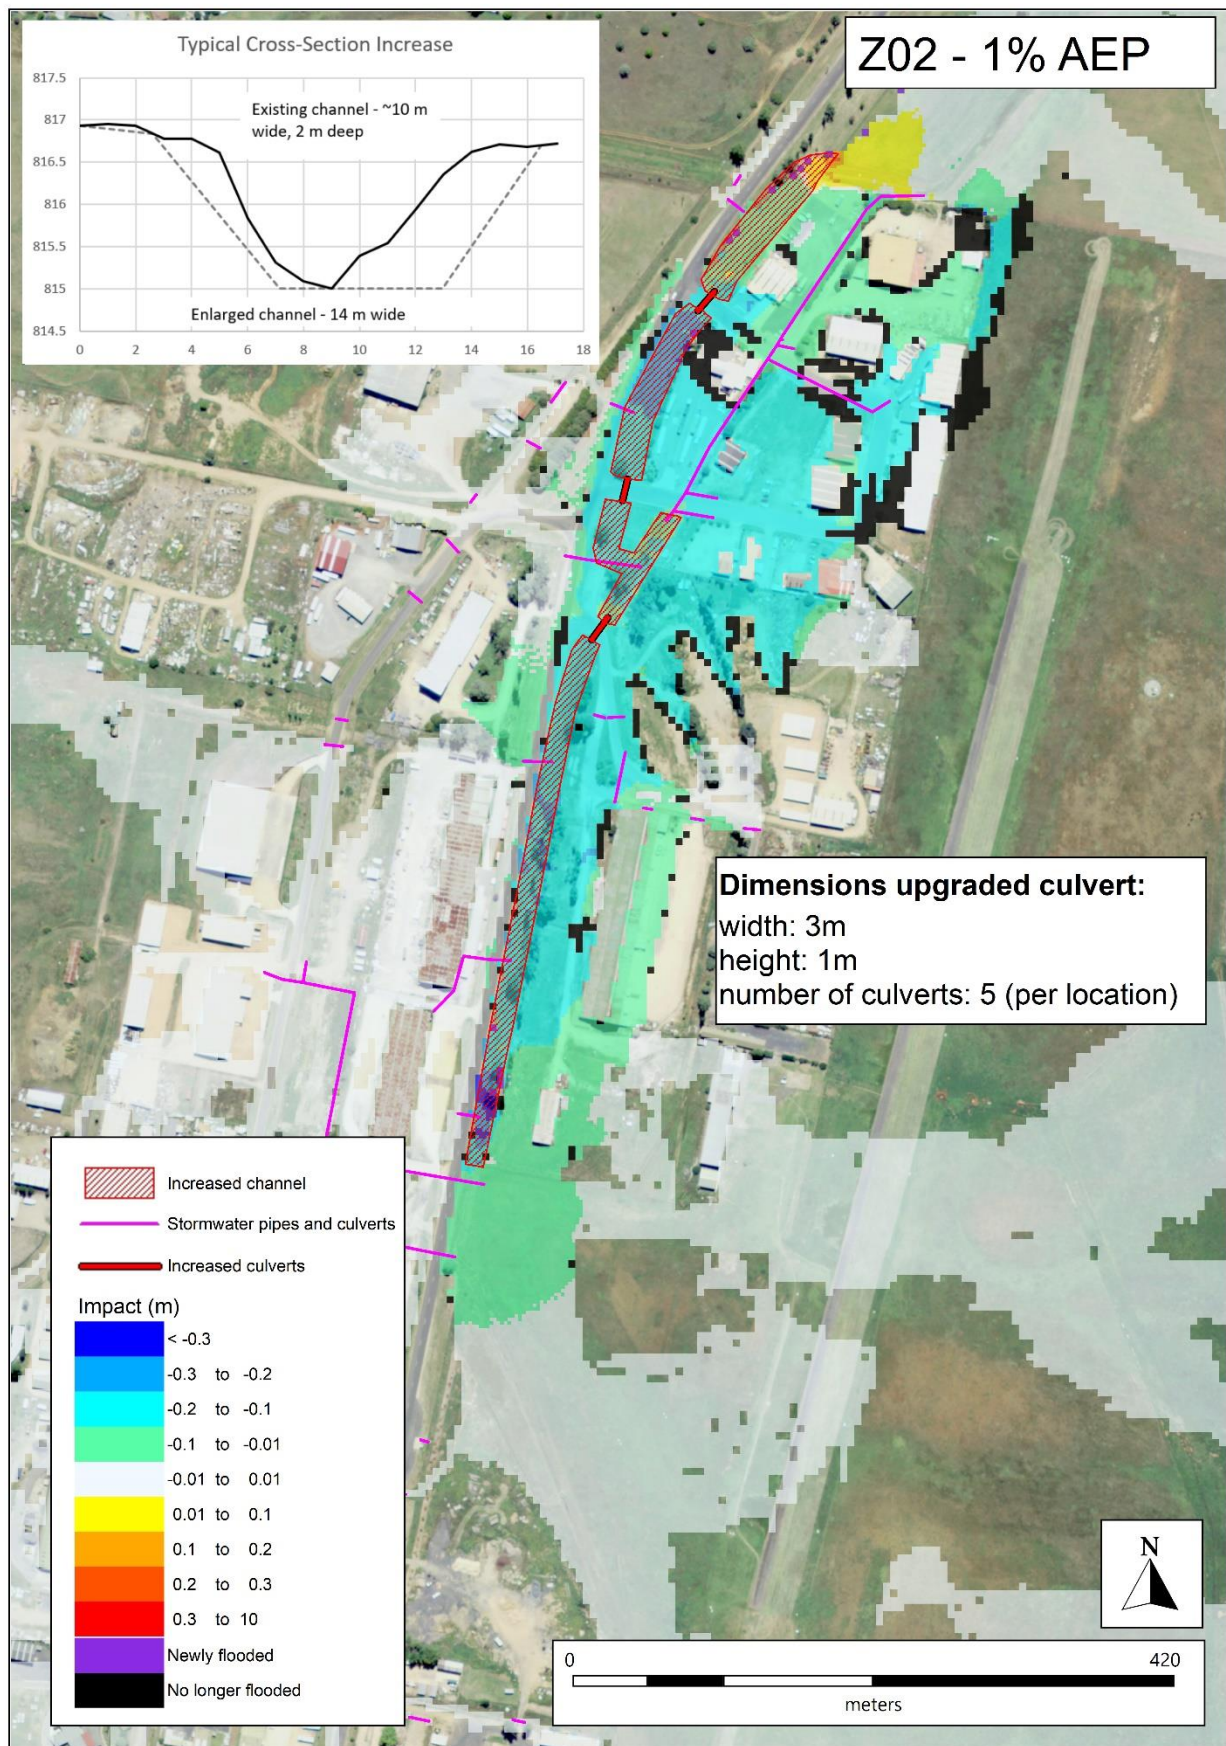 Typical Cross-Section Increase
817.5
817
816.5
816
815.5
815
814.5
0 2 4 6 8 10 12 14 16 18
Existing channel - ~10 m
wide, 2 m deep
Enlarged channel - 14 m wide
Z02 - 1% AEP
Dimensions upgraded culvert:
width: 3m
height: 1m
number of culverts: 5 (per location)
Increased channel
Stormwater pipes and culverts
Increased culverts
Impact (m)
< -0.3
-0.3 to -0.2
-0.2 to -0.1
-0.1 to -0.01
-0.01 to 0.01
0.01 to 0.1
0.1 to 0.2
0.2 to 0.3
0.3 to 10
Newly flooded
No longer flooded
N
0 420
meters